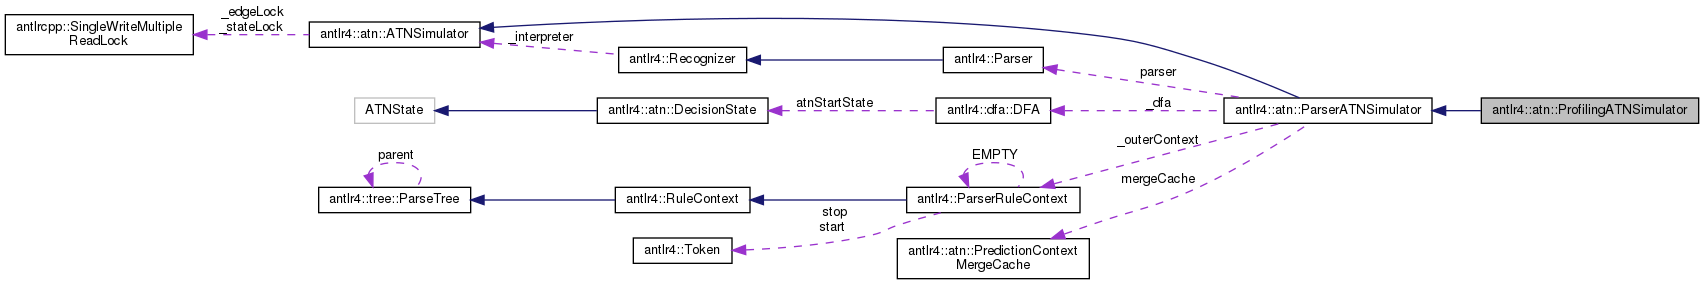 antlrcpp::SingleWriteMultiple
ReadLock
_edgeLock
_stateLock
antlr4::atn::ATNSimulator
_interpreter
antlr4::Recognizer
antlr4::Parser
parser
ATNState
antlr4::atn::DecisionState
atnStartState
antlr4::dfa::DFA
_dfa
antlr4::atn::ParserATNSimulator
antlr4::atn::ProfilingATNSimulator
_outerContext
mergeCache
parent
antlr4::tree::ParseTree
antlr4::RuleContext
EMPTY
antlr4::ParserRuleContext
stop
start
antlr4::Token
antlr4::atn::PredictionContext
MergeCache